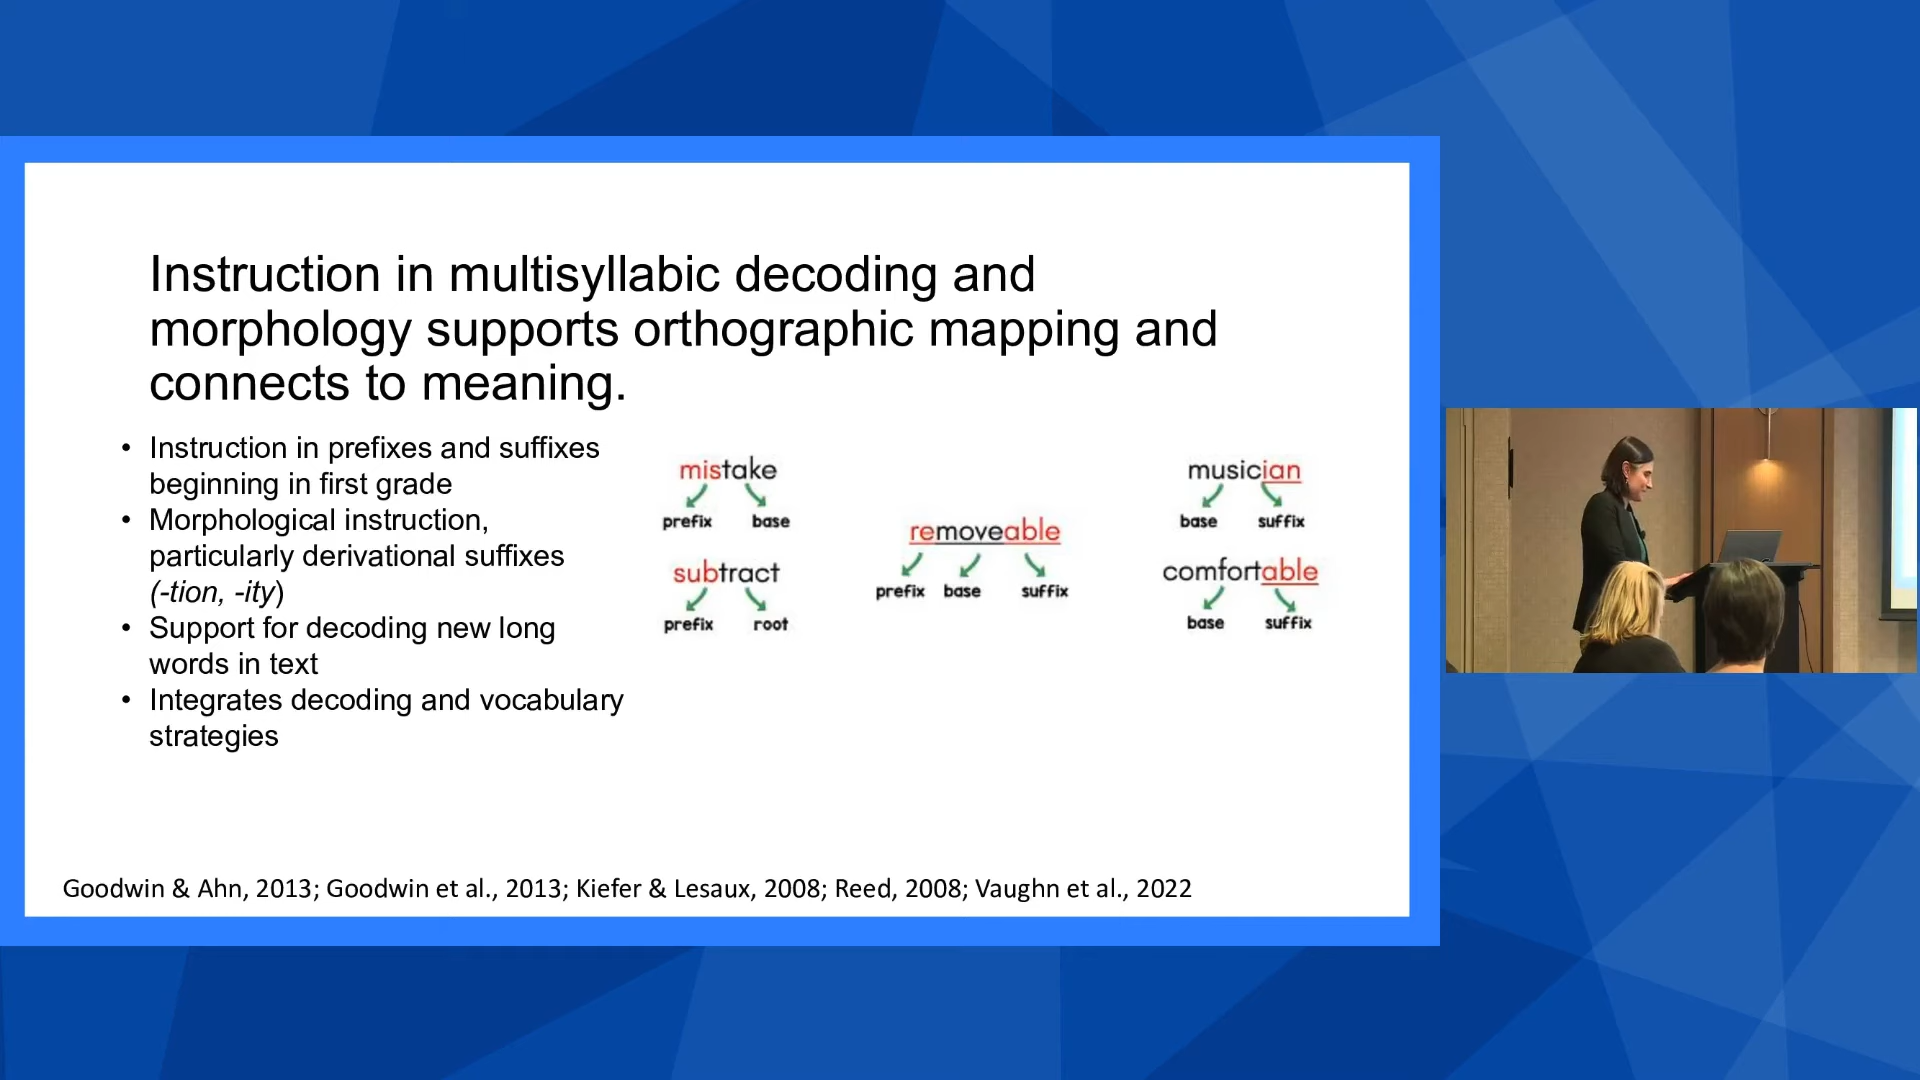 Instruction in multisyllabic decoding and
morphology supports orthographic mapping and
connects to meaning.
• Instruction in prefixes and suffixes
beginning in first grade
• Morphological instruction,
particularly derivational suffixes
(-tion, -ity)
• Support for decoding new long
words in text
• Integrates decoding and vocabulary
strategies
mistake
prefix base
subtract
prefix root
removeable
prefix base suffix
musician
base suffix
comfortable
base suffix
Goodwin & Ahn, 2013; Goodwin et al., 2013; Kiefer & Lesaux, 2008; Reed, 2008; Vaughn et al., 2022